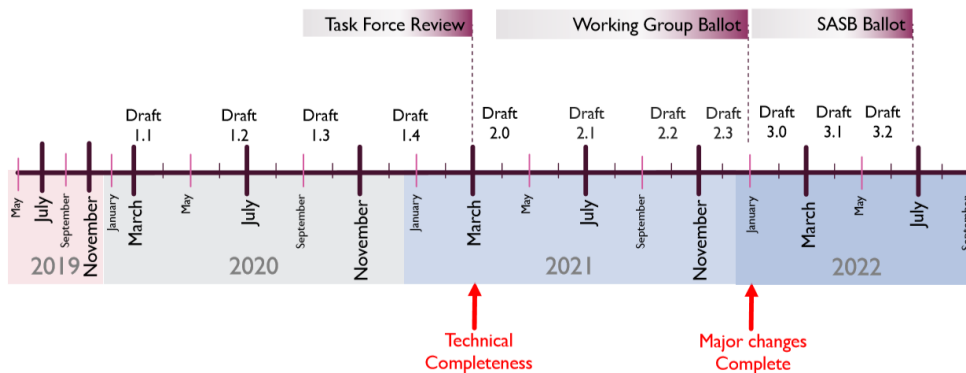 Task Force Review
Working Group Ballot
SASB Ballot
Draft
1.1
Draft
1.2
Draft
1.3
Draft
1.4
Draft
2.0
Draft
2.1
Draft
2.2
Draft
2.3
Draft
3.0
Draft
3.1
Draft
3.2
May
July
September
November
January
March
May
July
September
November
January
March
May
July
September
November
January
March
May
July
September
2019
2020
2021
2022
Technical
Completeness
Major changes
Complete